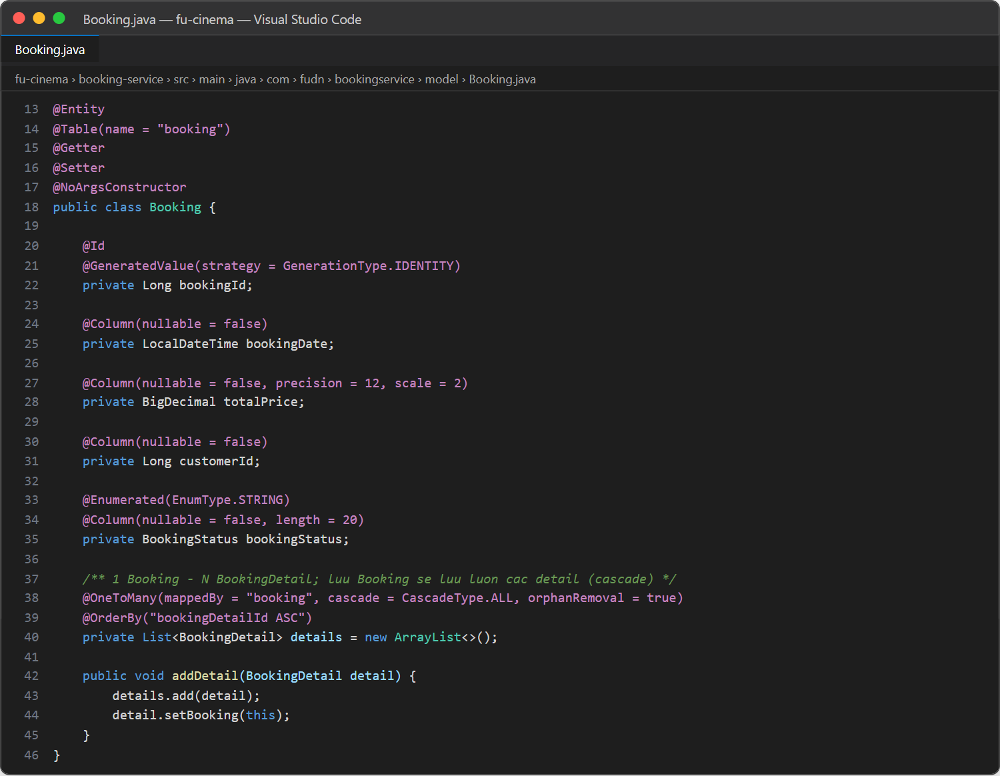 Booking.java — fu-cinema — Visual Studio Code
Booking.java
fu-cinema › booking-service › src › main › java › com › fudn › bookingservice › model › Booking.java
13 @Entity
14 @Table(name = "booking")
15 @Getter
16 @Setter
17 @NoArgsConstructor
18 public class Booking {
19
20     @Id
21     @GeneratedValue(strategy = GenerationType.IDENTITY)
22     private Long bookingId;
23
24     @Column(nullable = false)
25     private LocalDateTime bookingDate;
26
27     @Column(nullable = false, precision = 12, scale = 2)
28     private BigDecimal totalPrice;
29
30     @Column(nullable = false)
31     private Long customerId;
32
33     @Enumerated(EnumType.STRING)
34     @Column(nullable = false, length = 20)
35     private BookingStatus bookingStatus;
36
37     /** 1 Booking - N BookingDetail; luu Booking se luu luon cac detail (cascade) */
38     @OneToMany(mappedBy = "booking", cascade = CascadeType.ALL, orphanRemoval = true)
39     @OrderBy("bookingDetailId ASC")
40     private List<BookingDetail> details = new ArrayList<>();
41
42     public void addDetail(BookingDetail detail) {
43         details.add(detail);
44         detail.setBooking(this);
45     }
46 }